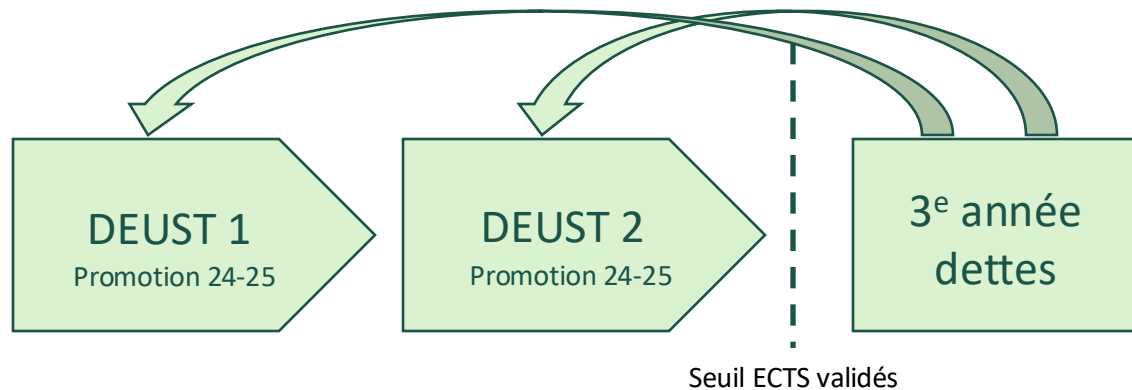 DEUST 1
Promotion 24-25
DEUST 2
Promotion 24-25
3e année
dettes
Seuil ECTS validés